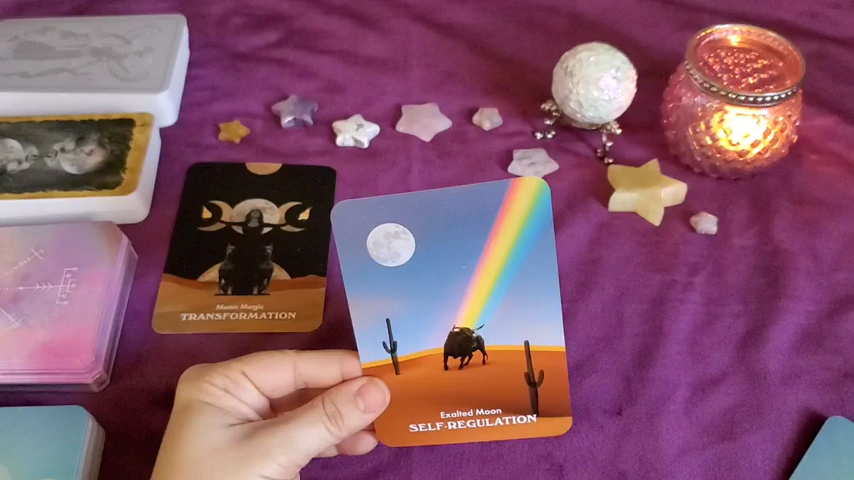 Moon Magic
TRANSFORMATION
Exalted Moon
SELF-REGULATION